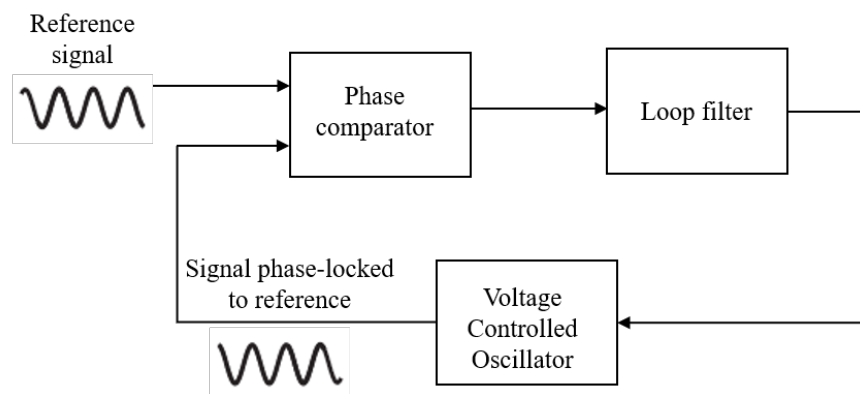 Reference
signal
Phase
comparator
Loop filter
Signal phase-locked
to reference
Voltage
Controlled
Oscillator